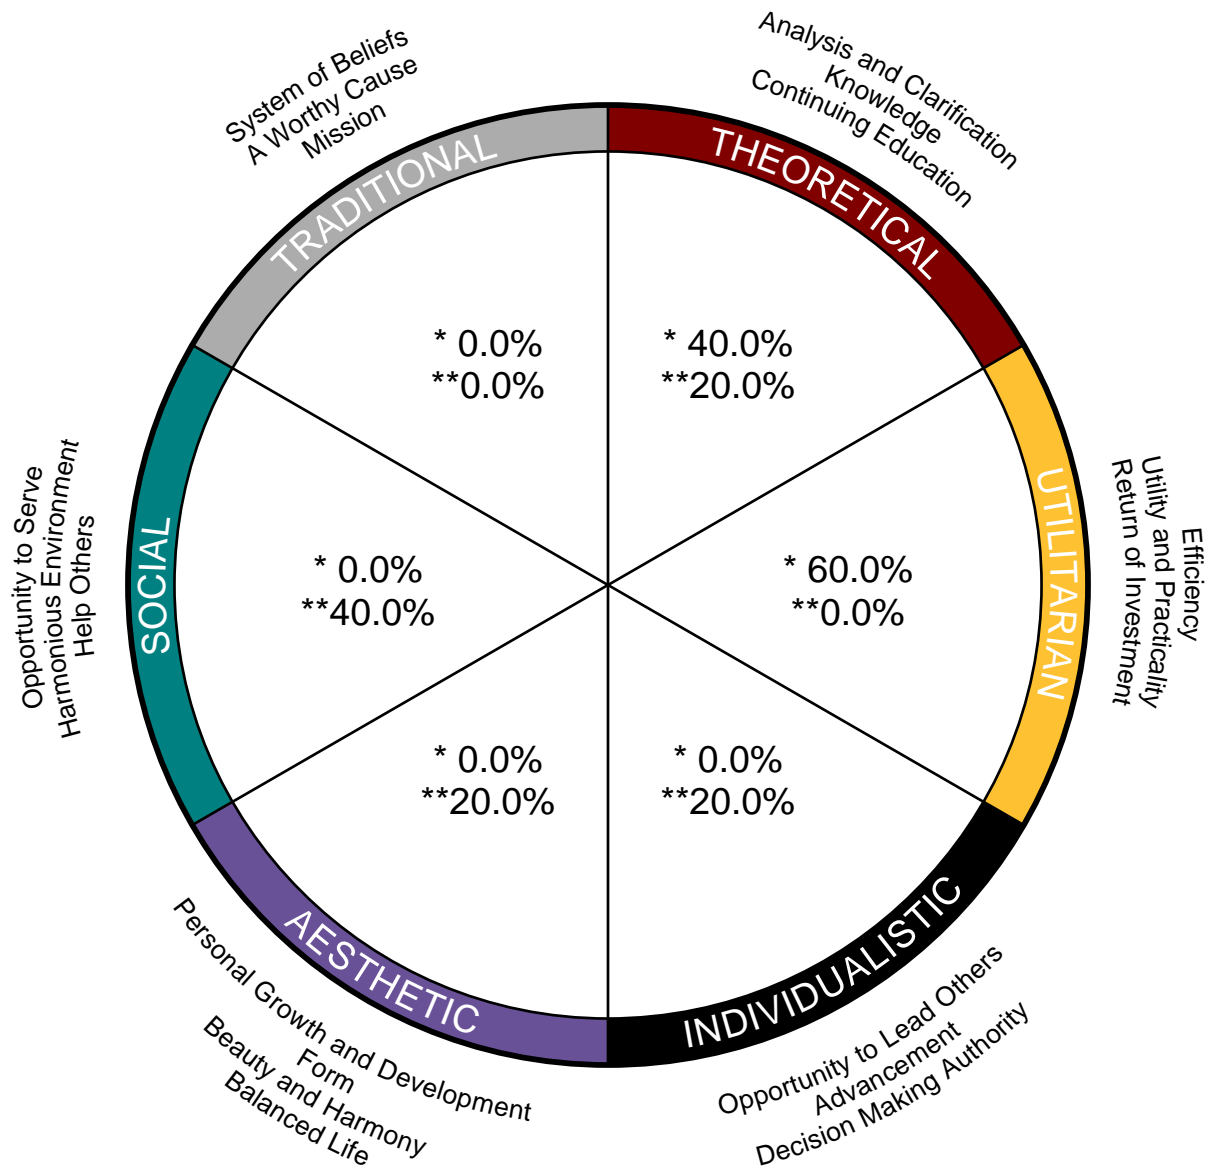 System of Beliefs
A Worthy Cause
Mission
TRADITIONAL
Analysis and Clarification
Knowledge
Continuing Education
THEORETICAL
* 0.0%
**0.0%
* 40.0%
**20.0%
Opportunity to Serve
Harmonious Environment
Help Others
SOCIAL
* 0.0%
**40.0%
* 60.0%
**0.0%
UTILITARIAN
Efficiency
Utility and Practicality
Return of Investment
* 0.0%
**20.0%
* 0.0%
**20.0%
AESTHETIC
Personal Growth and Development
Form
Beauty and Harmony
Balanced Life
INDIVIDUALISTIC
Opportunity to Lead Others
Advancement
Decision Making Authority